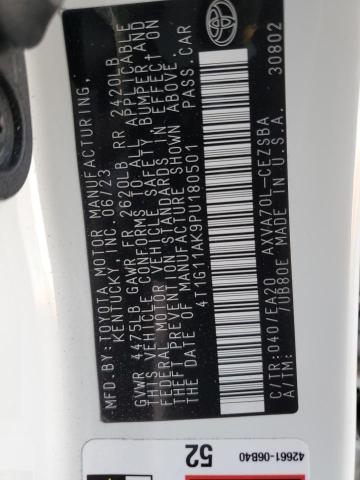 MFD. BY: TOYOTA MOTOR MANUFACTURING,
KENTUCKY, INC. 06/23
GVWR 4475LB GAWR FR 2620LB RR 2420LB
THIS VEHICLE CONFORMS TO ALL APPLICABLE
FEDERAL MOTOR VEHICLE SAFETY BUMPER AND
THEFT PREVENTION STANDARDS IN EFFECT ON
THE DATE OF MANUFACTURE SHOWN ABOVE.
4T1G11AK9PU180501 PASS.CAR
C/TR:040/EA20 AXVA70L-CEZSBA
A/TM: 7UB80E MADE IN U.S.A. 30802
TOYOTA
52
42661-06B40